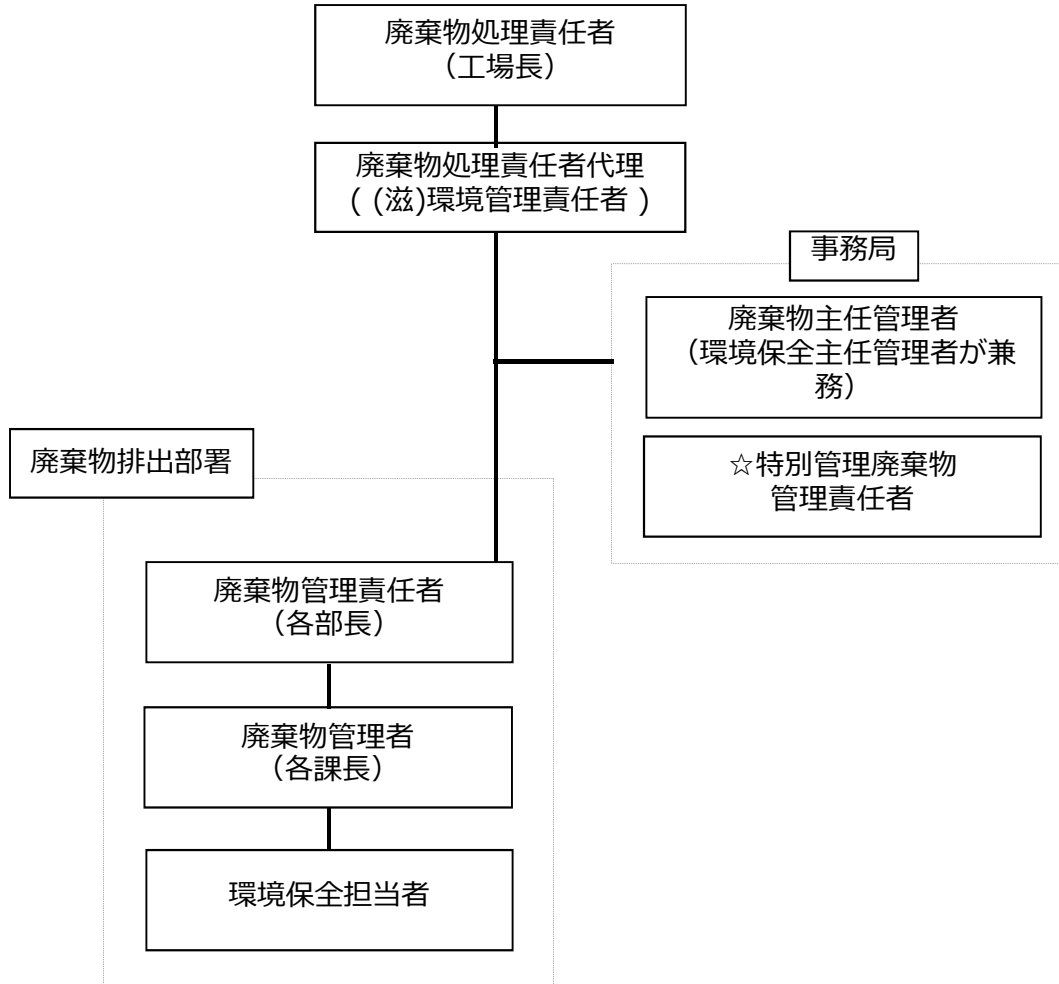 廃棄物処理責任者
（工場長）
廃棄物処理責任者代理
( (滋)環境管理責任者 )
事務局
廃棄物主任管理者
（環境保全主任管理者が兼
務）
☆特別管理廃棄物
管理責任者
廃棄物排出部署
廃棄物管理責任者
（各部長）
廃棄物管理者
（各課長）
環境保全担当者